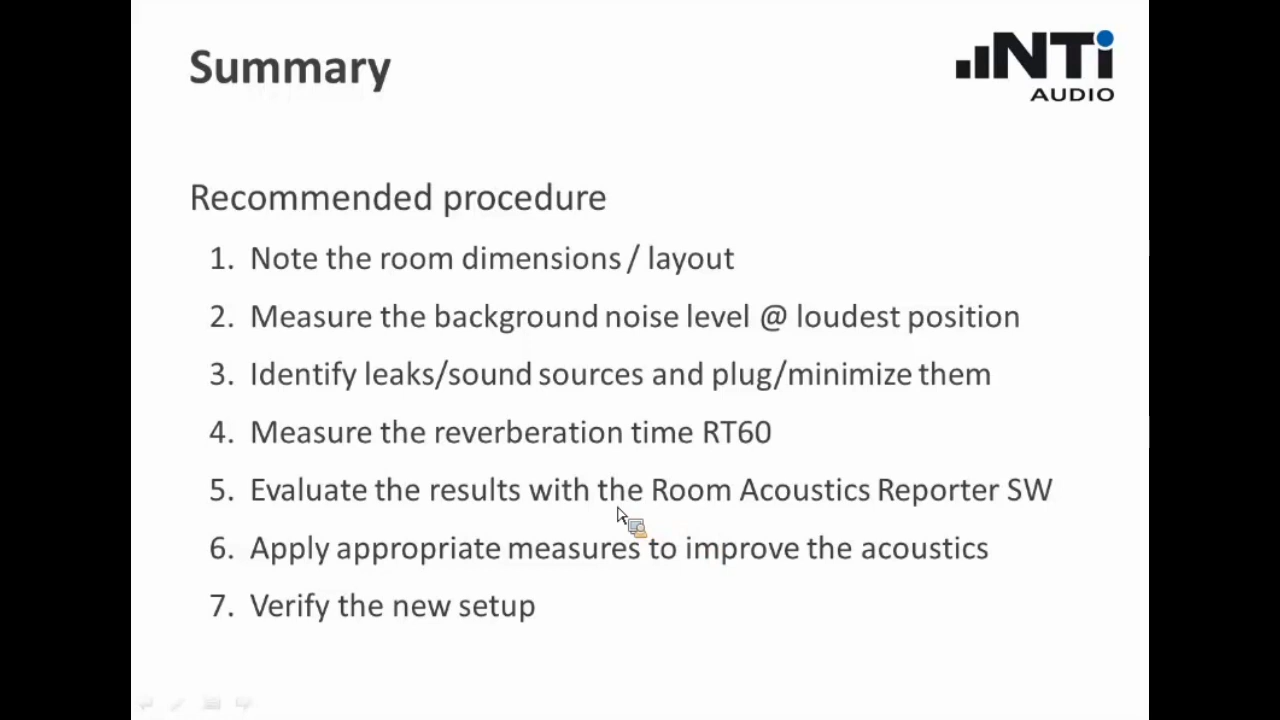 Summary
NTi
AUDIO
Recommended procedure
1. Note the room dimensions / layout
2. Measure the background noise level @ loudest position
3. Identify leaks/sound sources and plug/minimize them
4. Measure the reverberation time RT60
5. Evaluate the results with the Room Acoustics Reporter SW
6. Apply appropriate measures to improve the acoustics
7. Verify the new setup